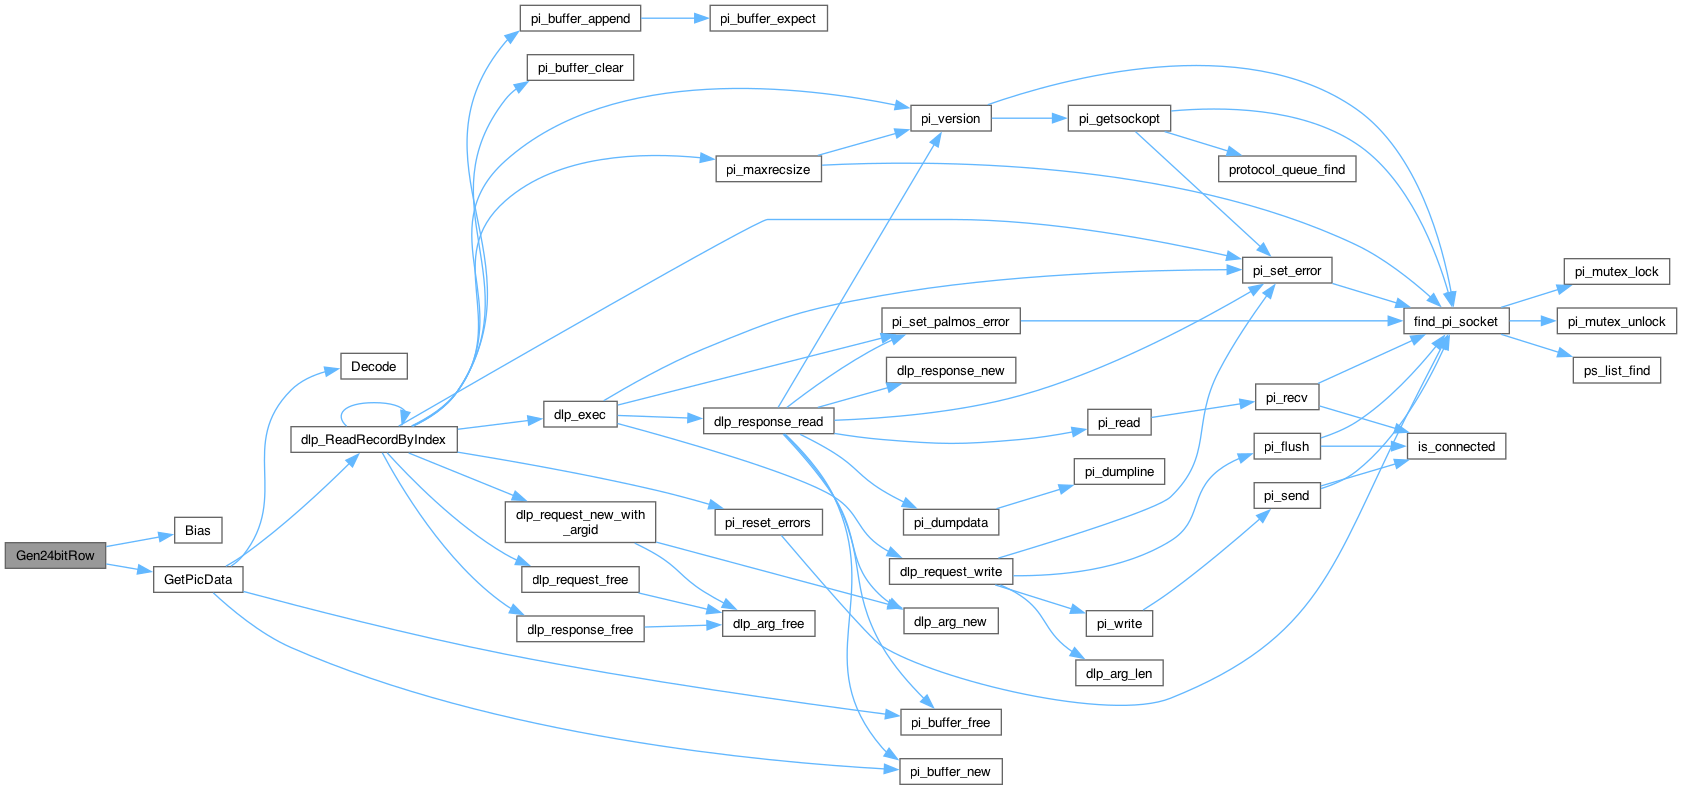 pi_buffer_append
pi_buffer_expect
pi_buffer_clear
pi_version
pi_getsockopt
pi_maxrecsize
protocol_queue_find
pi_set_error
pi_mutex_lock
pi_set_palmos_error
find_pi_socket
pi_mutex_unlock
Decode
dlp_response_new
ps_list_find
pi_recv
dlp_exec
dlp_response_read
pi_read
dlp_ReadRecordByIndex
pi_flush
is_connected
pi_dumpline
pi_send
dlp_request_new_with
_argid
pi_reset_errors
pi_dumpdata
Bias
Gen24bitRow
GetPicData
dlp_request_free
dlp_request_write
dlp_response_free
dlp_arg_free
dlp_arg_new
pi_write
dlp_arg_len
pi_buffer_free
pi_buffer_new